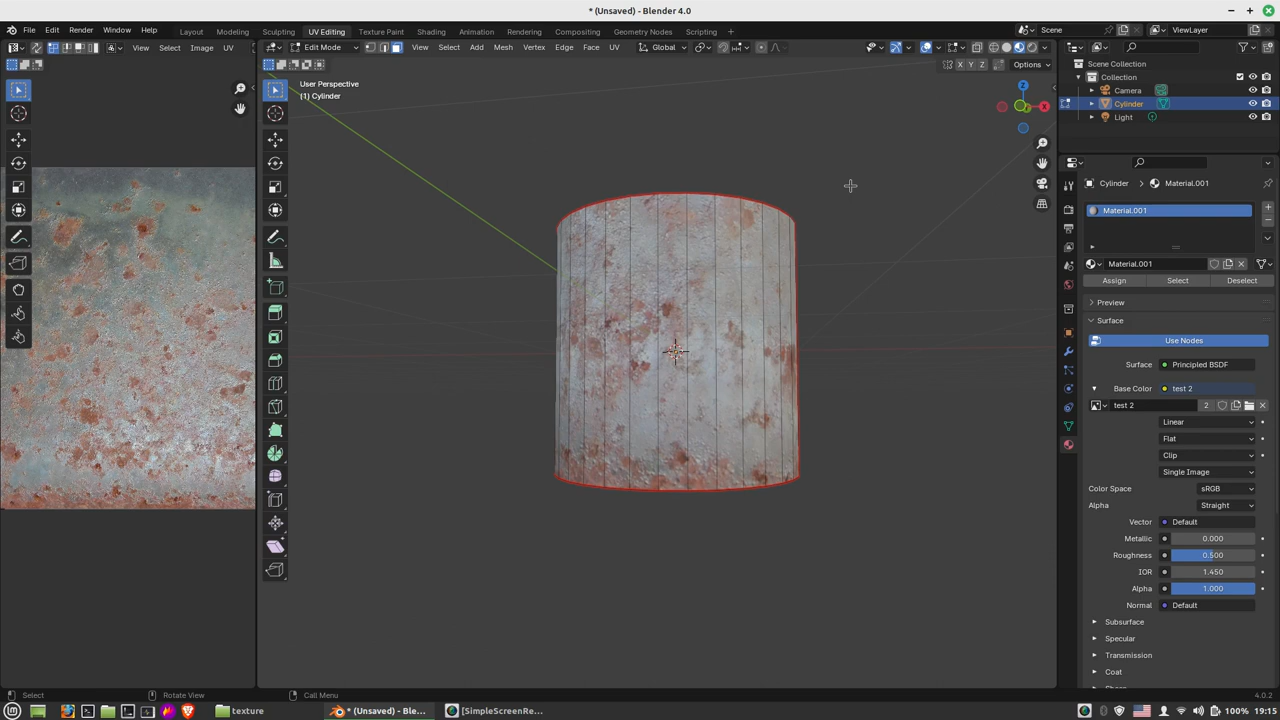 * (Unsaved) - Blender 4.0
File Edit Render Window Help Layout Modeling Sculpting UV Editing Texture Paint Shading Animation Rendering Compositing Geometry Nodes Scripting Scene ViewLayer
View Select Image UV Edit Mode View Select Add Mesh Vertex Edge Face UV Global
X Y Z Options
User Perspective
(1) Cylinder
X
Z
Scene Collection
Collection
Camera
Cylinder
Light
Cylinder Material.001
Material.001
Material.001
Assign Select Deselect
Preview
Surface
Use Nodes
Surface Principled BSDF
Base Color test 2
test 2 2
Linear
Flat
Clip
Single Image
Color Space sRGB
Alpha Straight
Vector Default
Metallic 0.000
Roughness 0.500
IOR 1.450
Alpha 1.000
Normal Default
Subsurface
Specular
Transmission
Coat
Select Rotate View Call Menu 4.0.2
texture * (Unsaved) - Ble... [SimpleScreenRe... 100% 19:15